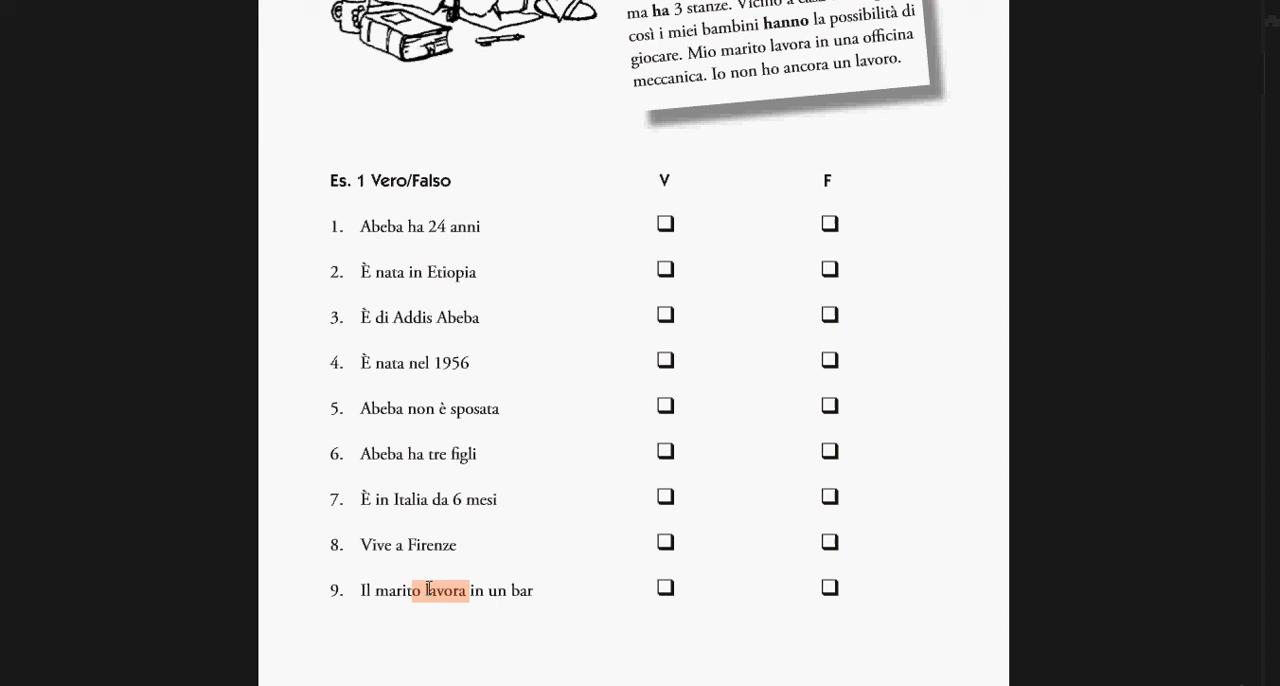 ma ha 3 stanze. Vicino a
così i miei bambini hanno la possibilità di
giocare. Mio marito lavora in una officina
meccanica. Io non ho ancora un lavoro.
Es. 1 Vero/Falso V F
1. Abeba ha 24 anni
2. È nata in Etiopia
3. È di Addis Abeba
4. È nata nel 1956
5. Abeba non è sposata
6. Abeba ha tre figli
7. È in Italia da 6 mesi
8. Vive a Firenze
9. Il marito lavora in un bar